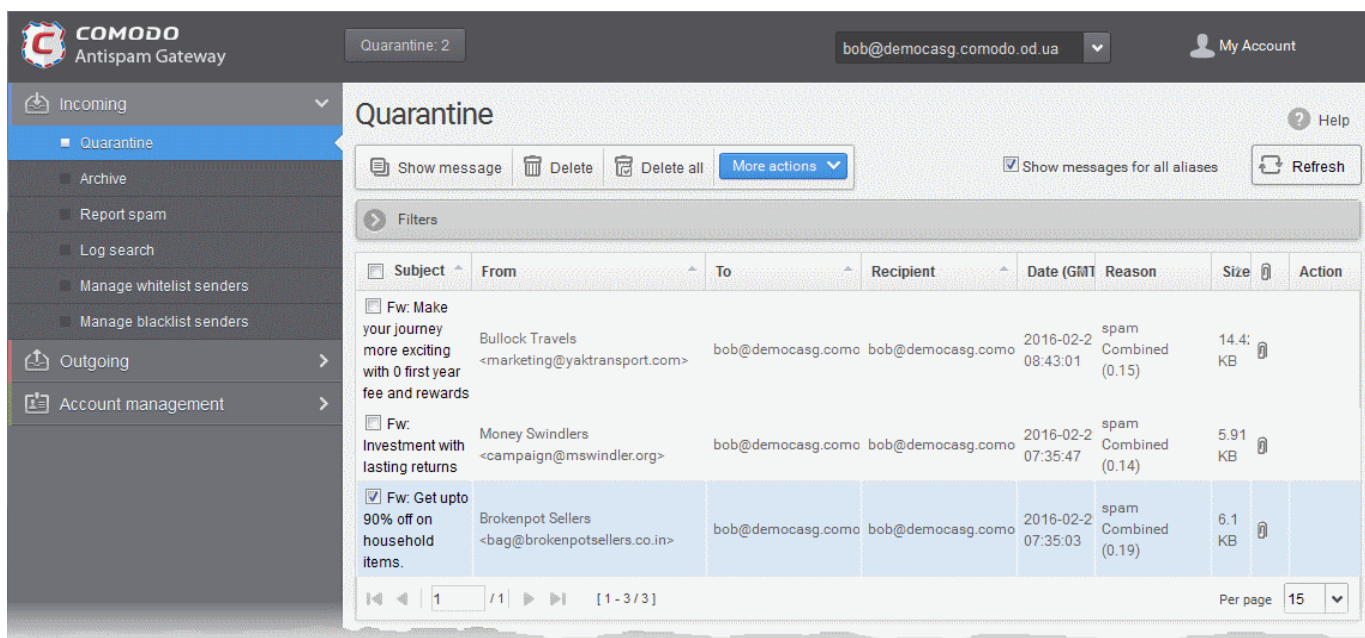 COMODO
Antispam Gateway
Quarantine: 2
bob@democasg.comodo.od.ua
My Account
Incoming
Quarantine
Archive
Report spam
Log search
Manage whitelist senders
Manage blacklist senders
Outgoing
Account management
Quarantine
Help
Show message
Delete
Delete all
More actions
Show messages for all aliases
Refresh
Filters
Subject From To Recipient Date (GMT Reason Size Action
Fw: Make
your journey
more exciting
with 0 first year
fee and rewards
Bullock Travels
<marketing@yaktransport.com>
bob@democasg.como bob@democasg.como
2016-02-2
08:43:01
spam
Combined
(0.15)
14.4
KB
Fw:
Investment with
lasting returns
Money Swindlers
<campaign@mswindler.org>
bob@democasg.como bob@democasg.como
2016-02-2
07:35:47
spam
Combined
(0.14)
5.91
KB
Fw: Get upto
90% off on
household
items.
Brokenpot Sellers
<bag@brokenpotsellers.co.in>
bob@democasg.como bob@democasg.como
2016-02-2
07:35:03
spam
Combined
(0.19)
6.1
KB
1 / 1 [ 1 - 3 / 3 ]
Per page 15